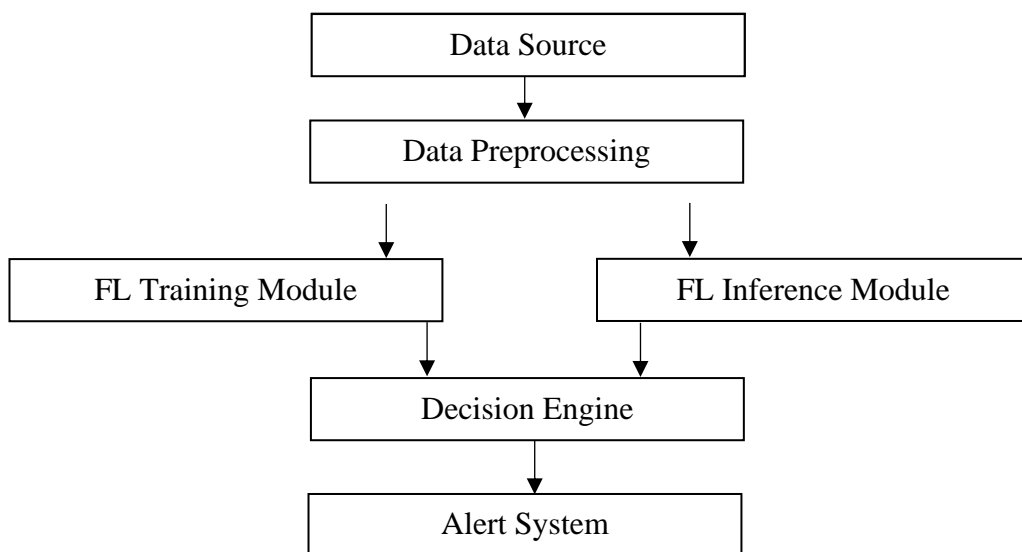 Data Source
Data Preprocessing
FL Training Module
FL Inference Module
Decision Engine
Alert System